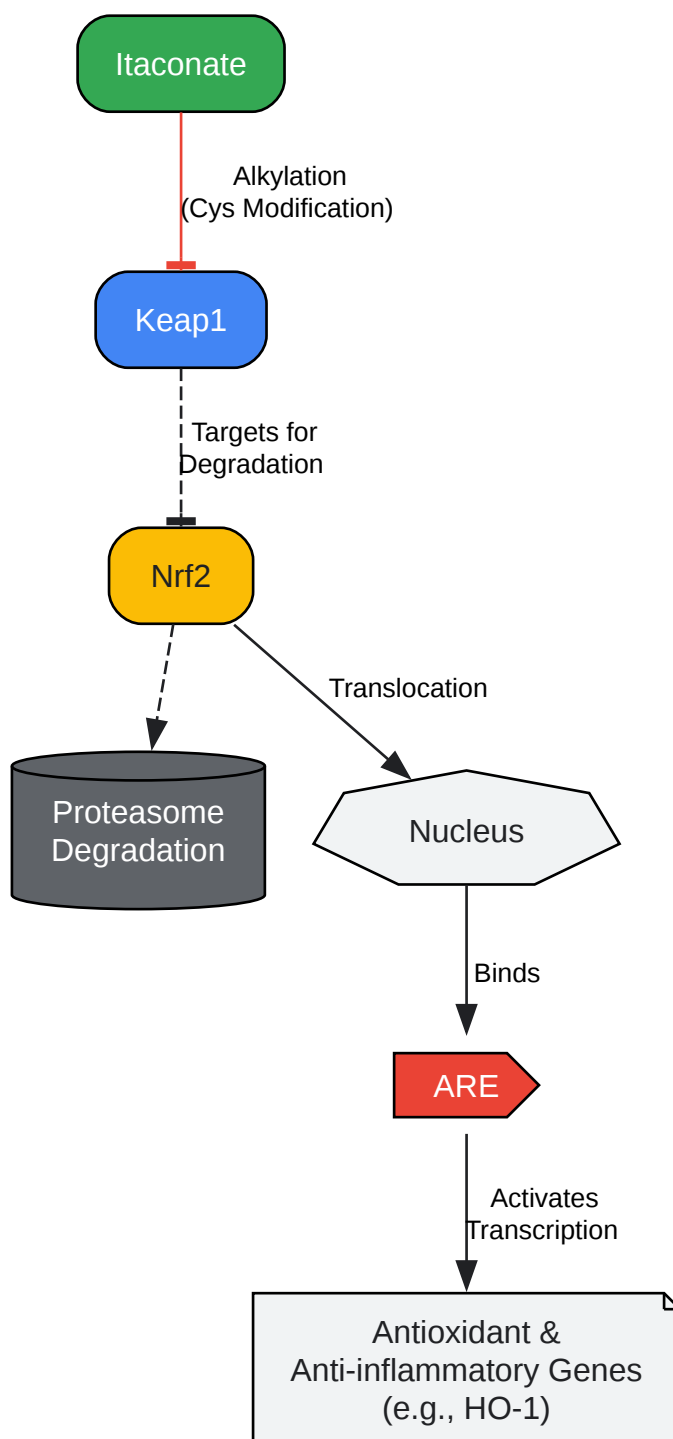 Itaconate
Alkylation
(Cys Modification)
Keap1
Targets for
Degradation
Nrf2
Translocation
Proteasome
Degradation
Nucleus
Binds
ARE
Activates
Transcription
Antioxidant &
Anti-inflammatory Genes
(e.g., HO-1)